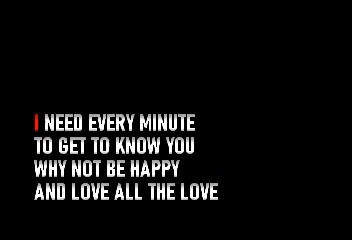 I NEED EVERY MINUTE
TO GET TO KNOW YOU
WHY NOT BE HAPPY
AND LOVE ALL THE LOVE